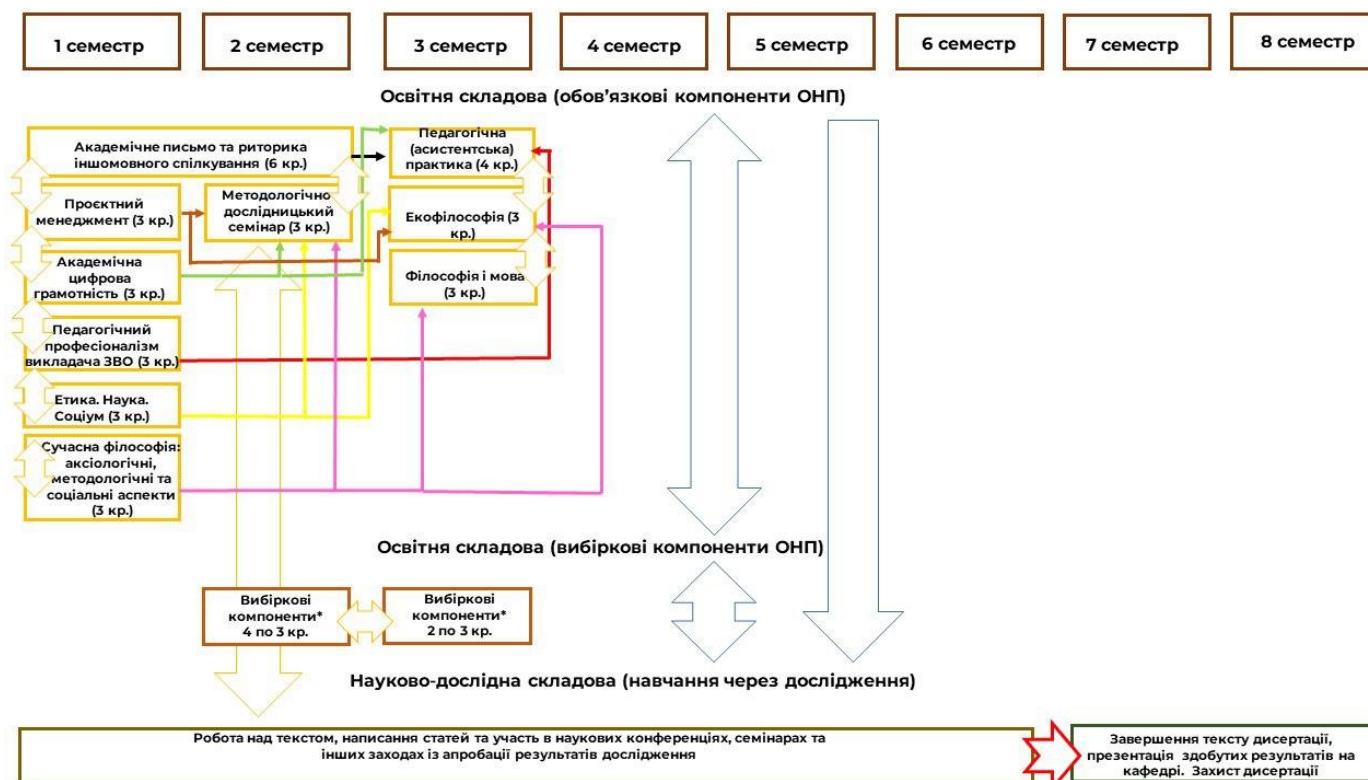 1 семестр
2 семестр
3 семестр
4 семестр
5 семестр
6 семестр
7 семестр
8 семестр
Освітня складова (обов’язкові компоненти ОНП)
Академічне письмо та риторика
іншомовного спілкування (6 кр.)
Педагогічна
(асистентська)
практика (4 кр.)
Проєктний
менеджмент (3 кр.)
Методологічно
дослідницький
семінар (3 кр.)
Екофілософія (3
кр.)
Академічна
цифрова
грамотність (3 кр.)
Філософія і мова
(3 кр.)
Педагогічний
професіоналізм
викладача ЗВО (3 кр.)
Етика. Наука.
Соціум (3 кр.)
Сучасна філософія:
аксіологічні,
методологічні та
соціальні аспекти
(3 кр.)
Освітня складова (вибіркові компоненти ОНП)
Вибіркові
компоненти*
4 по 3 кр.
Вибіркові
компоненти*
2 по 3 кр.
Науково-дослідна складова (навчання через дослідження)
Робота над текстом, написання статей та участь в наукових конференціях, семінарах та
інших заходах із апробації результатів дослідження
Завершення тексту дисертації,
презентація здобутих результатів на
кафедрі. Захист дисертації